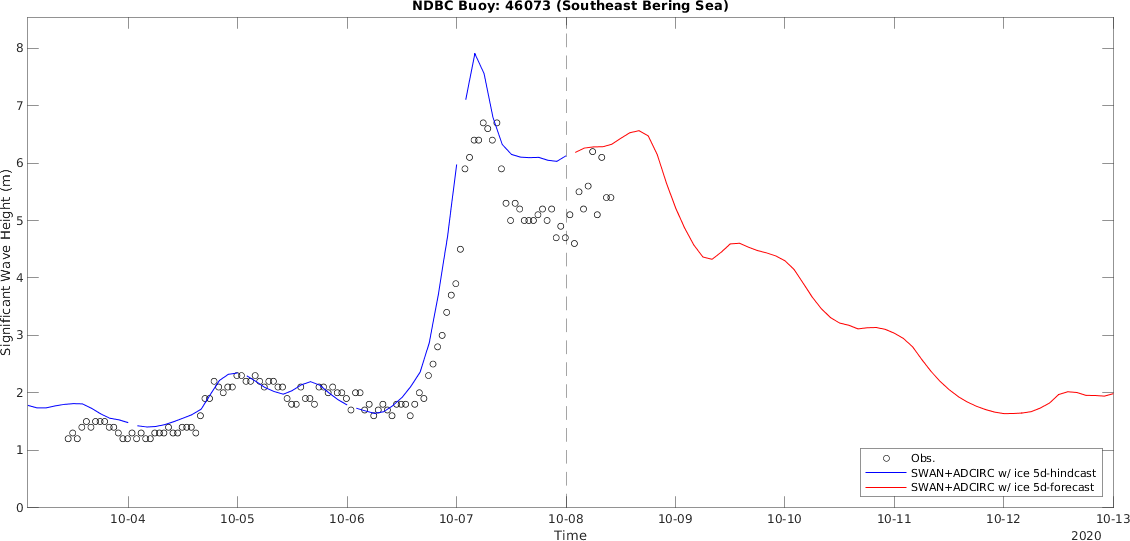 NDBC Buoy: 46073 (Southeast Bering Sea)
Significant Wave Height (m)
8
7
6
5
4
3
2
1
0
10-04 10-05 10-06 10-07 10-08 10-09 10-10 10-11 10-12 10-13
Time
2020
Obs.
SWAN+ADCIRC w/ ice 5d-hindcast
SWAN+ADCIRC w/ ice 5d-forecast